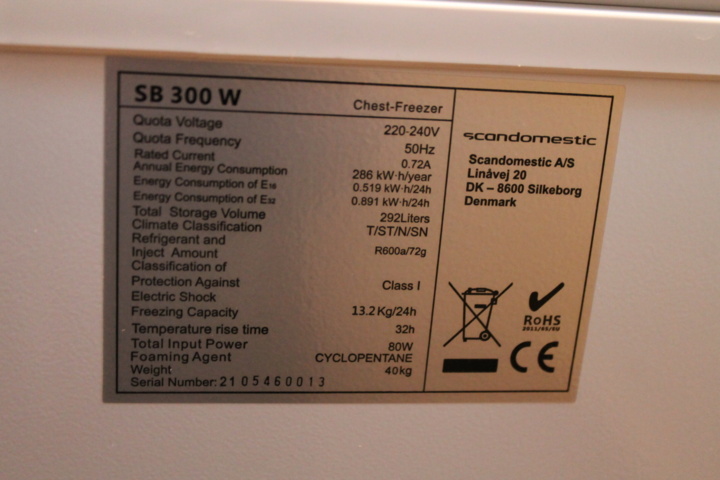 SB 300 W
Chest-Freezer
Quota Voltage 220-240V
Quota Frequency 50Hz
Rated Current 0.72A
Annual Energy Consumption 286 kW·h/year
Energy Consumption of E16 0.519 kW·h/24h
Energy Consumption of E32 0.891 kW·h/24h
Total Storage Volume 292Liters
Climate Classification T/ST/N/SN
Refrigerant and
Inject Amount R600a/72g
Classification of
Protection Against Class I
Electric Shock
Freezing Capacity 13.2Kg/24h
Temperature rise time 32h
Total Input Power 80W
Foaming Agent CYCLOPENTANE
Weight 40kg
Serial Number: 2105460013
scandomestic
Scandomestic A/S
Linåvej 20
DK – 8600 Silkeborg
Denmark
RoHS
2011/65/EU
CE